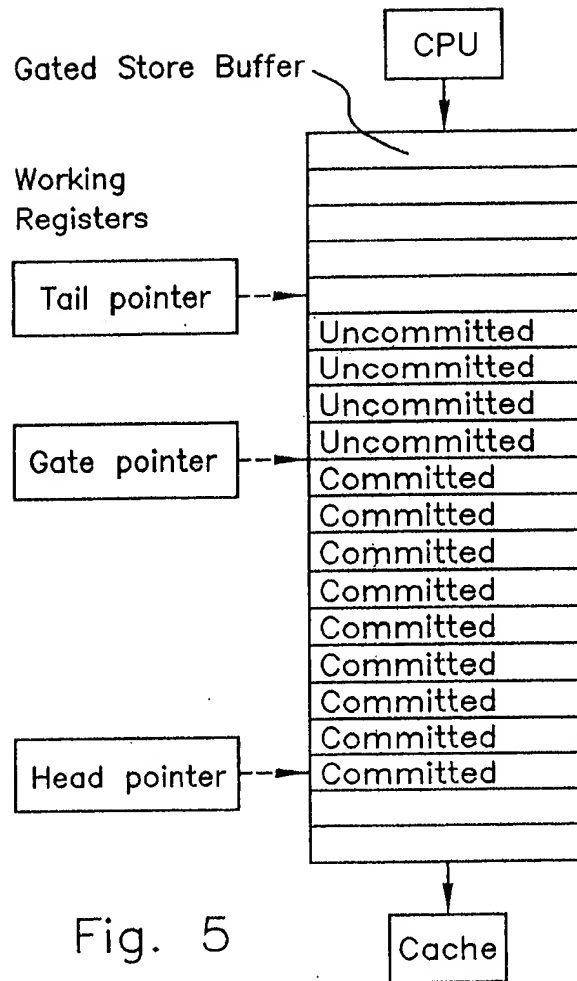 CPU
Gated Store Buffer
Working
Registers
Tail pointer
Uncommitted
Uncommitted
Uncommitted
Uncommitted
Gate pointer
Committed
Committed
Committed
Committed
Committed
Committed
Committed
Committed
Head pointer
Committed
Fig. 5
Cache